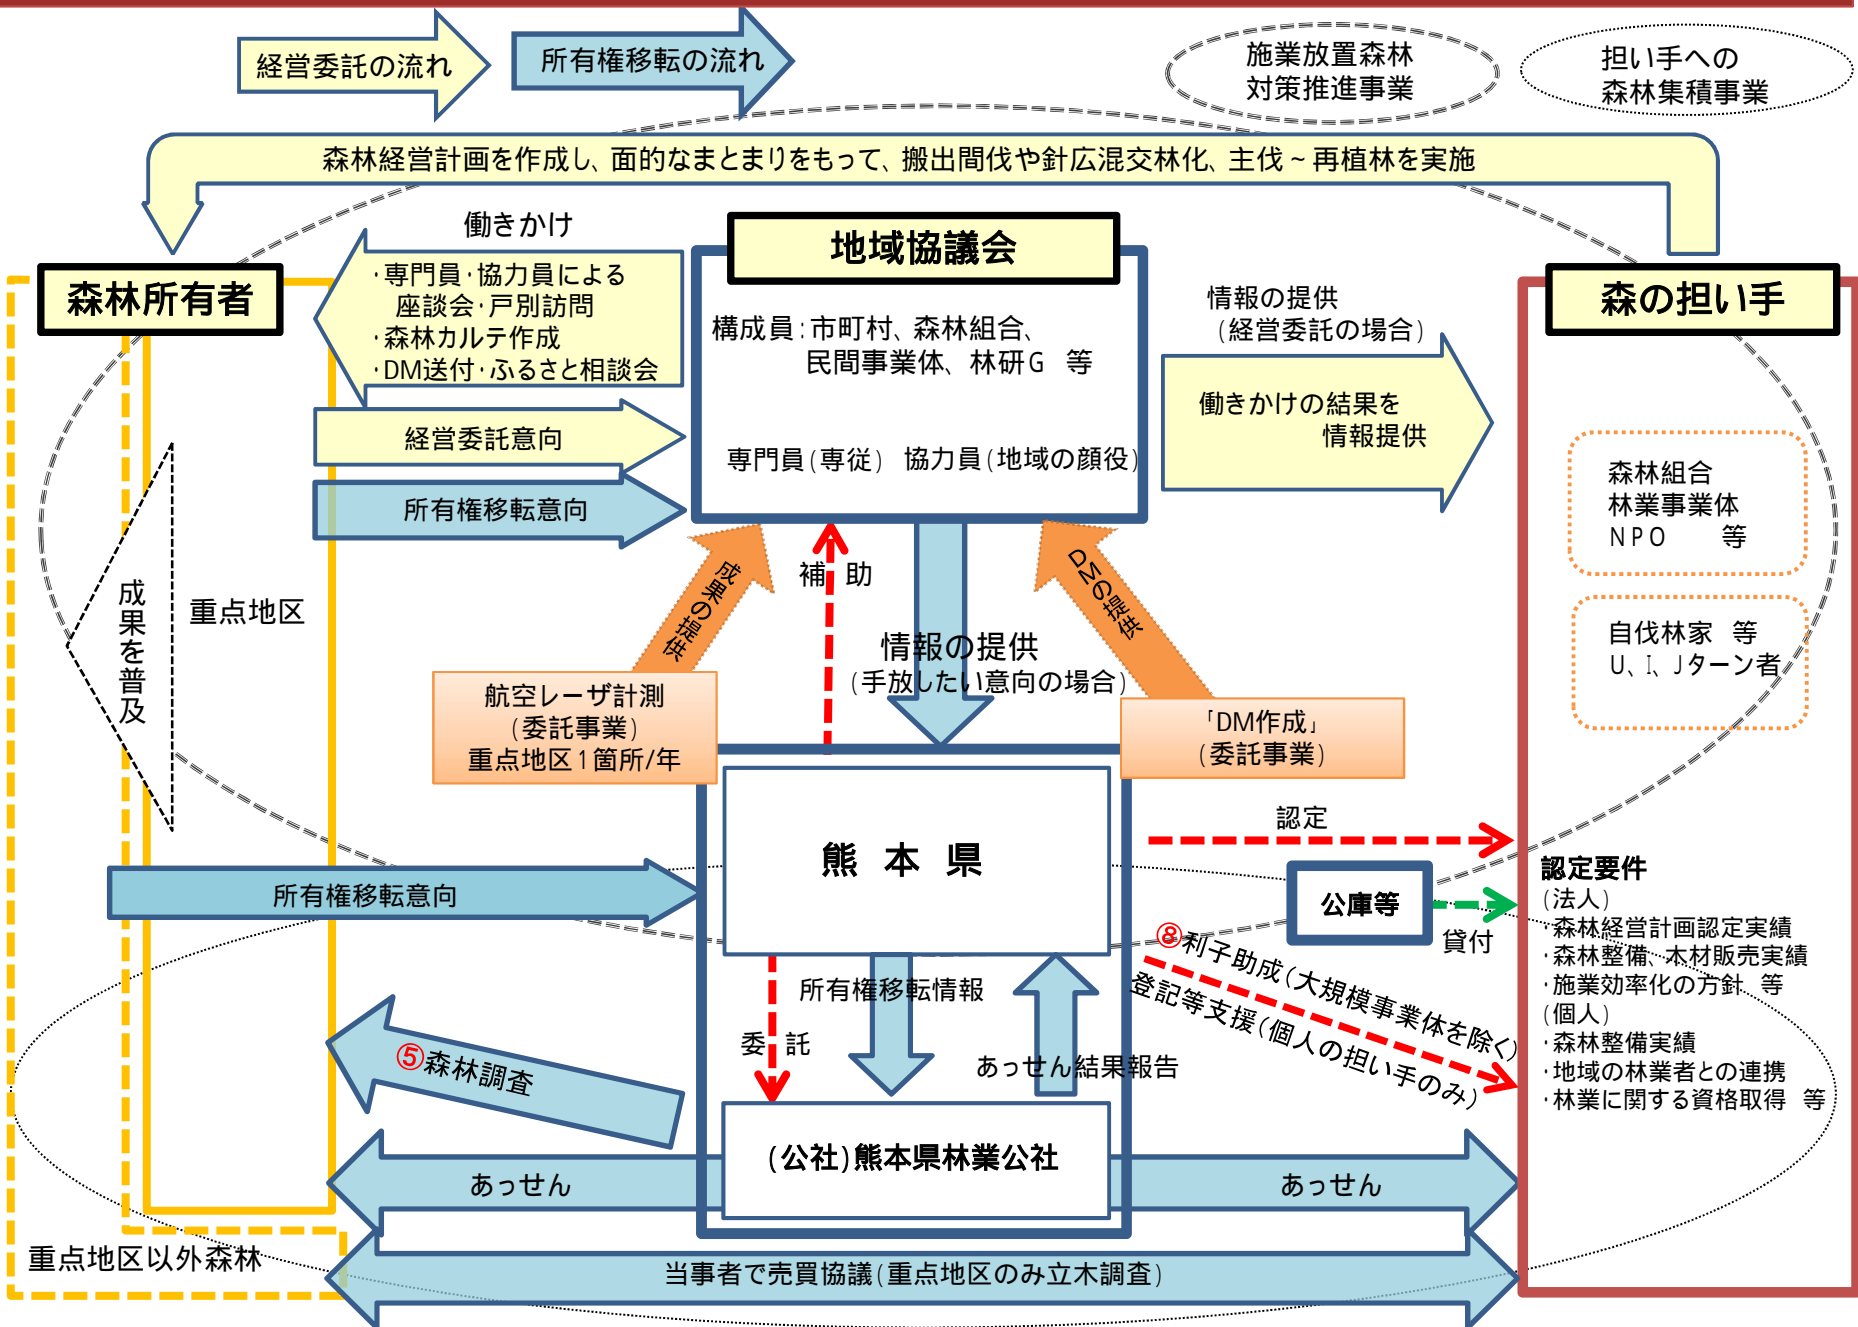 経営委託の流れ
所有権移転の流れ
施業放置森林
対策推進事業
担い手への
森林集積事業
森林経営計画を作成し、面的なまとまりをもって、搬出間伐や針広混交林化、主伐~再植林を実施
働きかけ
地域協議会
森林所有者
・専門員・協力員による
座談会・戸別訪問
・森林カルテ作成
・DM送付・ふるさと相談会
構成員:市町村、森林組合、
民間事業体、林研G 等
情報の提供
(経営委託の場合)
森の担い手
働きかけの結果を
情報提供
経営委託意向
専門員(専従) 協力員(地域の顔役)
所有権移転意向
森林組合
林業事業体
NPO 等
成果の提供
補 助
DMの提供
成果を普及
重点地区
情報の提供
(手放したい意向の場合)
自伐林家 等
U、I、Jターン者
航空レーザ計測
(委託事業)
重点地区1箇所/年
「DM作成」
(委託事業)
熊 本 県
認定
所有権移転意向
公庫等
貸付
認定要件
(法人)
・森林経営計画認定実績
・森林整備、木材販売実績
・施業効率化の方針 等
(個人)
・森林整備実績
・地域の林業者との連携
・林業に関する資格取得 等
⑧利子助成(大規模事業体を除く)
登記等支援(個人の担い手のみ)
所有権移転情報
委 託
あっせん結果報告
⑤森林調査
(公社)熊本県林業公社
あっせん
あっせん
重点地区以外森林
当事者で売買協議(重点地区のみ立木調査)